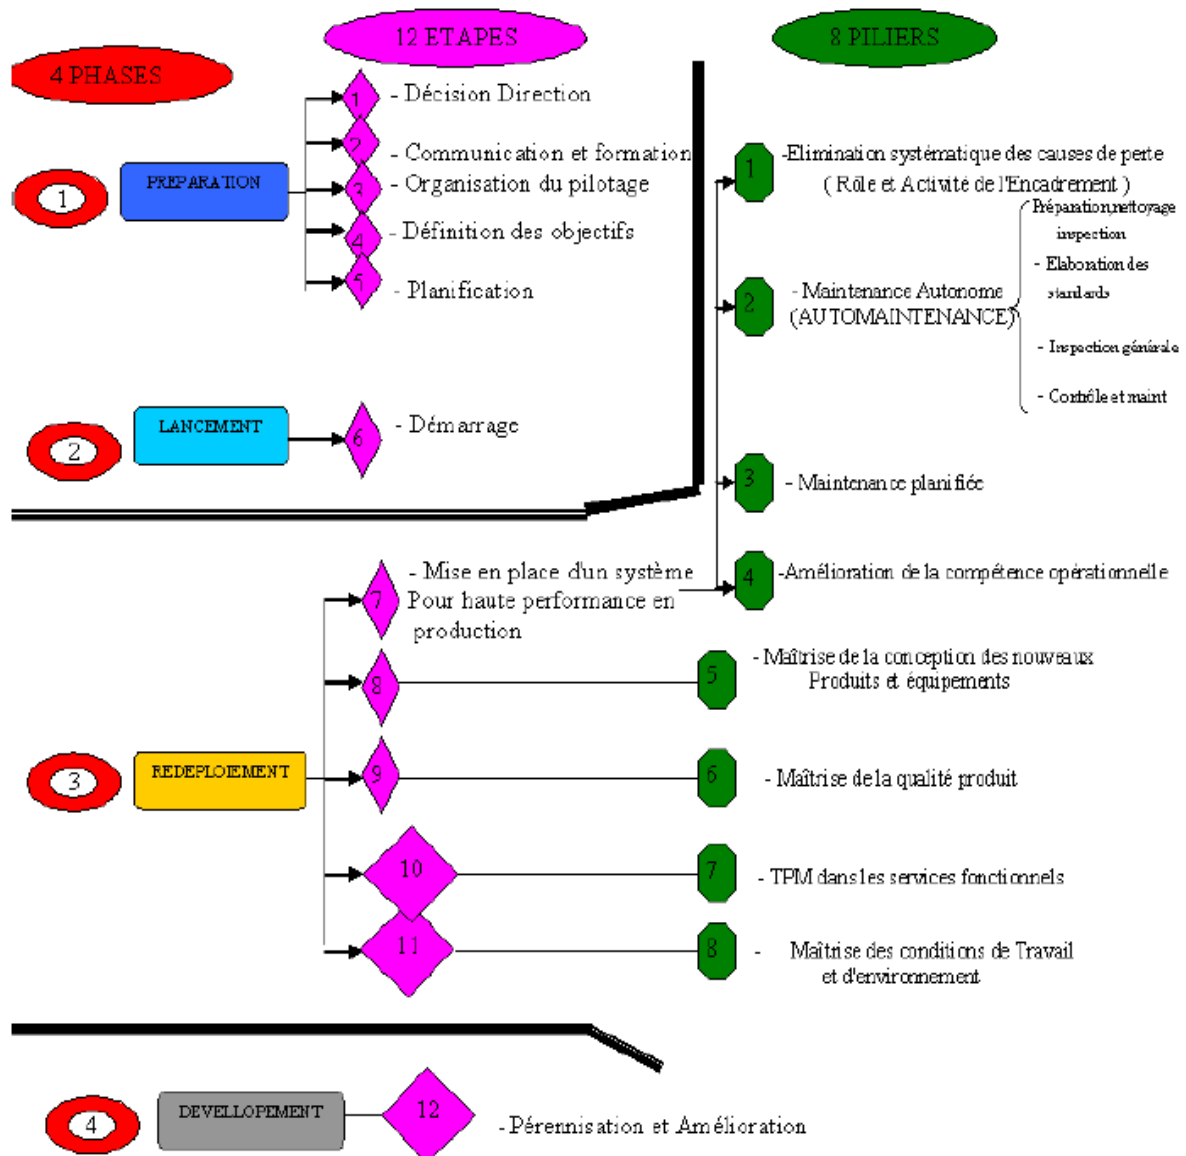 12 ETAPES
8 PILIERS
4 PHASES
1
- Décision Direction
2
- Communication et formation
1
-Elimination systématique des causes de perte
( Rôle et Activité de l'Encadrement )
1
PREPARATION
3
- Organisation du pilotage
4
- Définition des objectifs
5
- Planification
2
- Maintenance Autonome
(AUTOMAINTENANCE)
Préparation,nettoyage
inspection
- Elaboration des
standards
- Inspection générale
- Contrôle et maint
2
LANCEMENT
6
- Démarrage
3
- Maintenance planifiée
7
- Mise en place d'un système
Pour haute performance en
production
4
-Amélioration de la compétence opérationnelle
8
5
- Maîtrise de la conception des nouveaux
Produits et équipements
3
REDEPLOIEMENT
9
6
- Maîtrise de la qualité produit
10
7
- TPM dans les services fonctionnels
11
8
- Maîtrise des conditions de Travail
et d'environnement
4
DEVELLOPEMENT
12
- Pérennisation et Amélioration